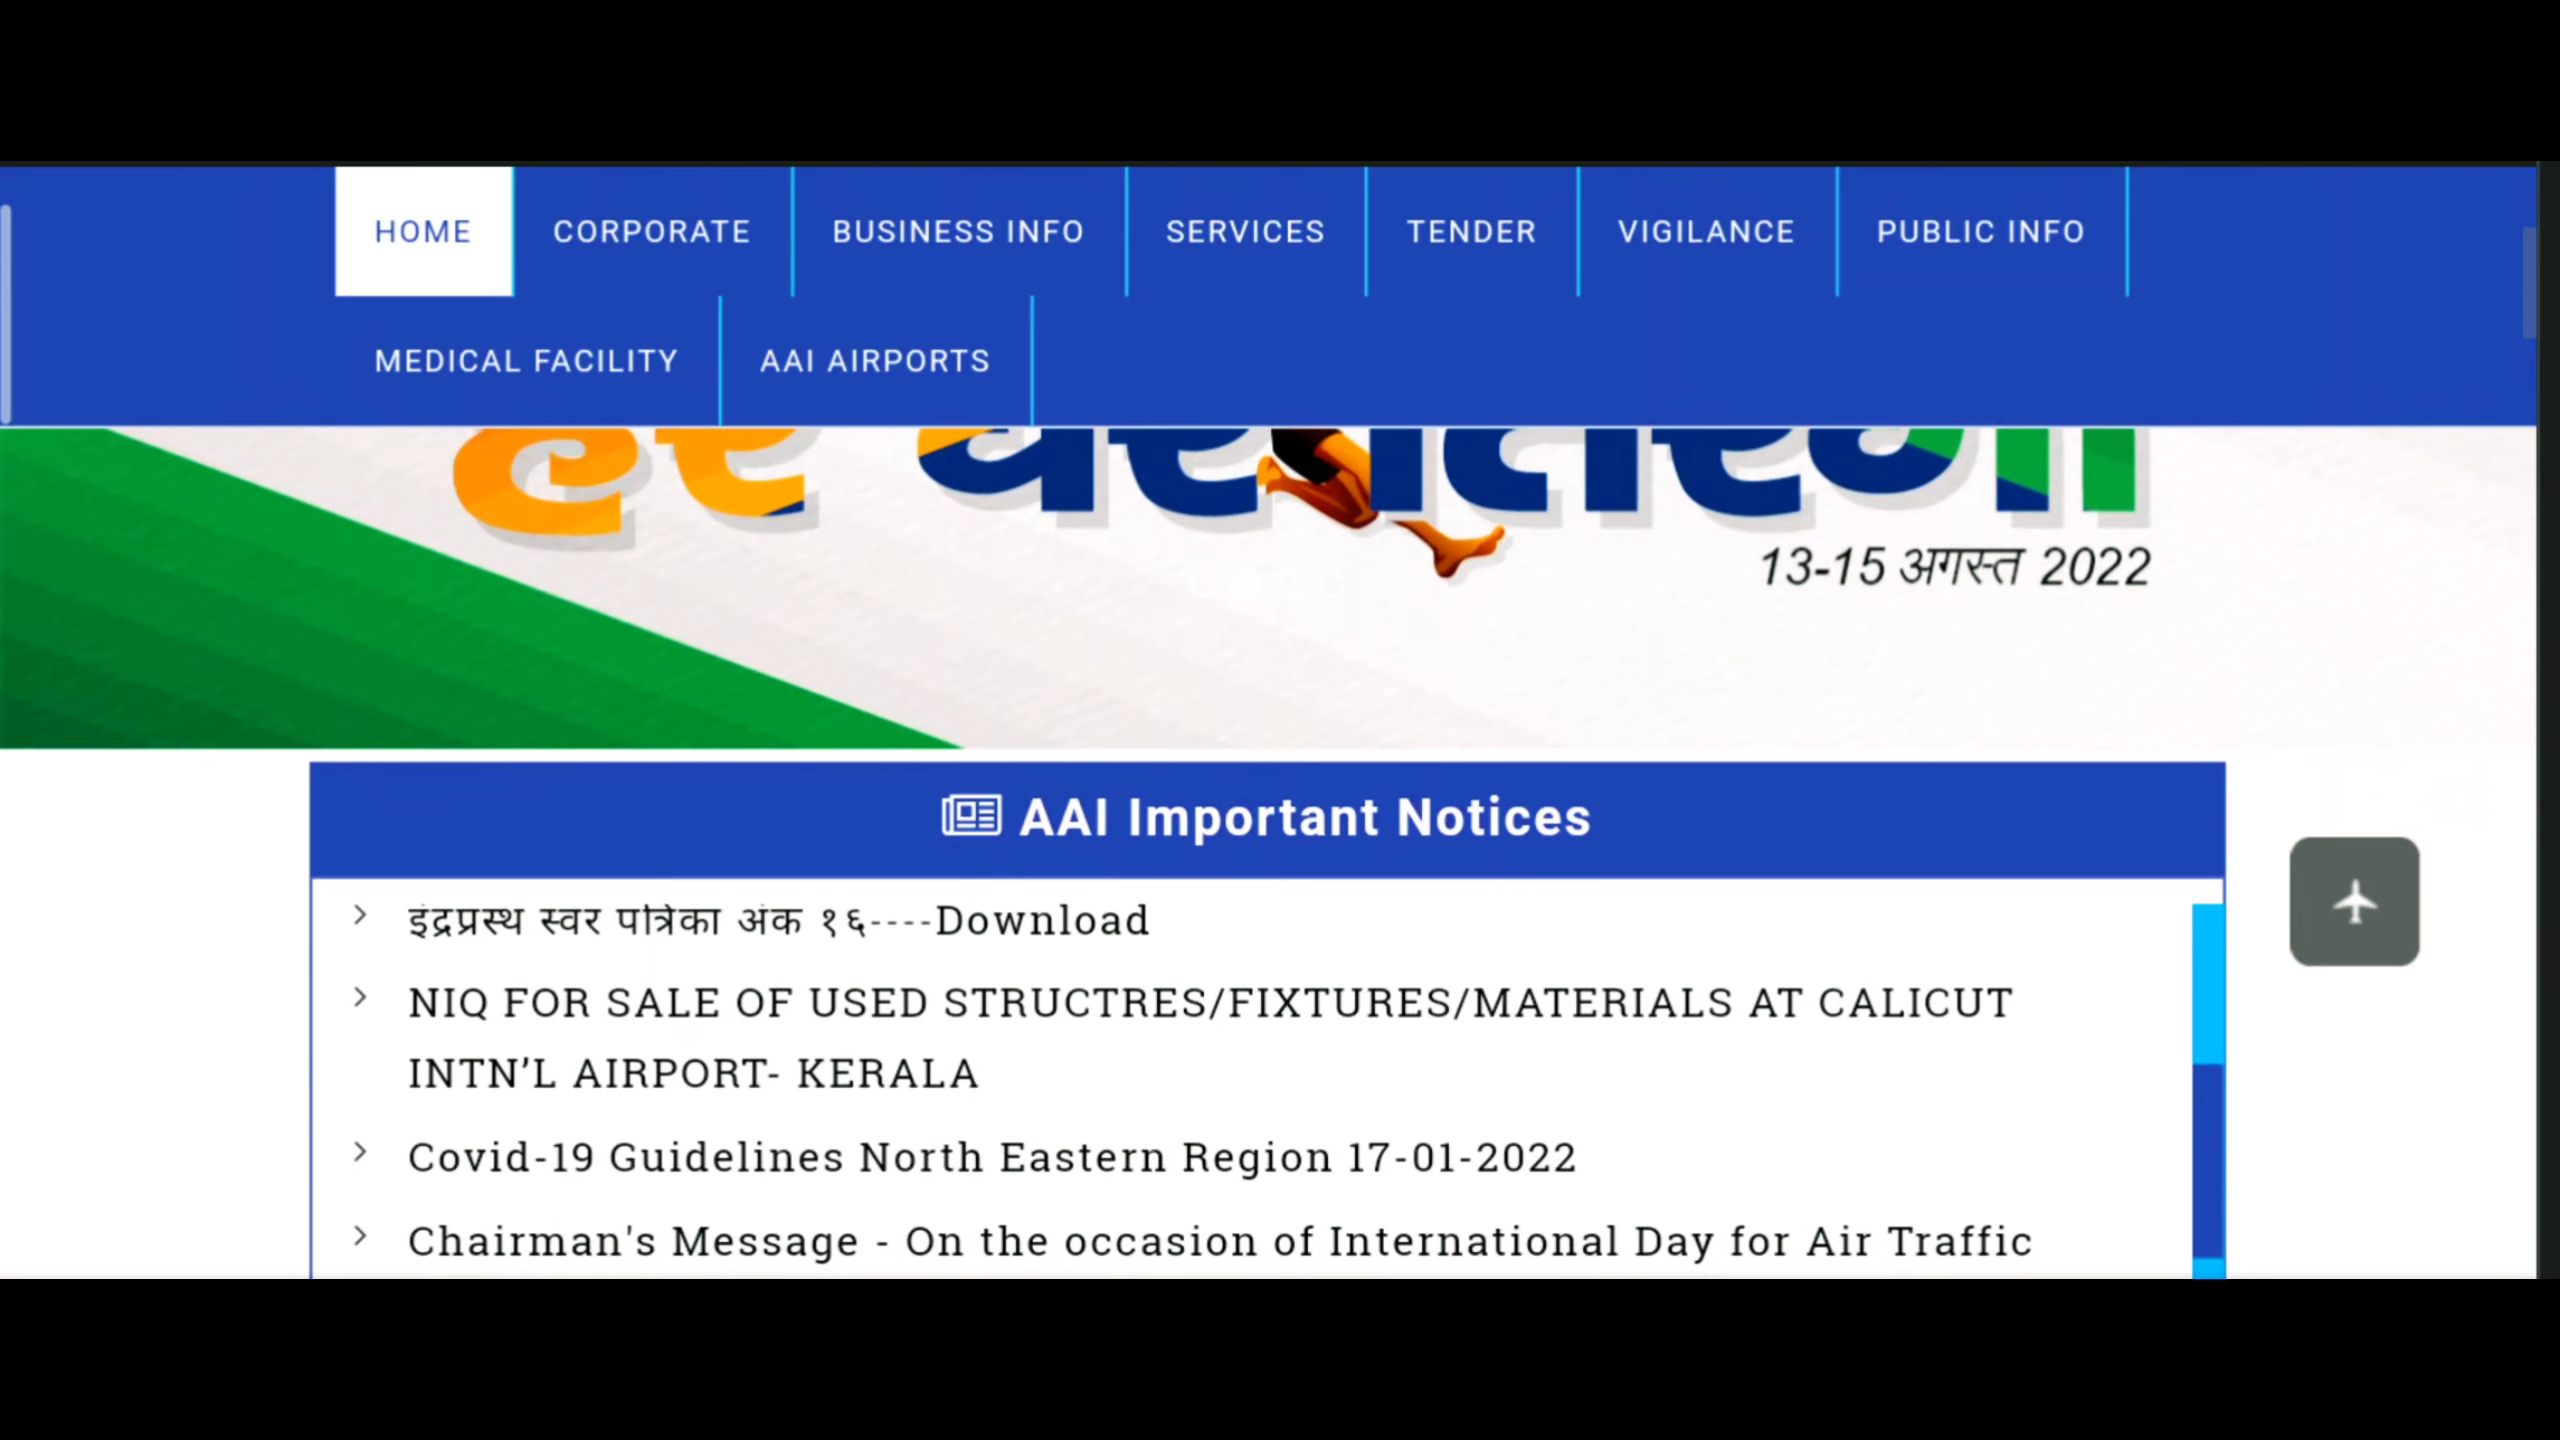 HOME CORPORATE BUSINESS INFO SERVICES TENDER VIGILANCE PUBLIC INFO
MEDICAL FACILITY AAI AIRPORTS
13-15 अगस्त 2022
AAI Important Notices
इंद्रप्रस्थ स्वर पत्रिका अंक १६----Download
NIQ FOR SALE OF USED STRUCTRES/FIXTURES/MATERIALS AT CALICUT
INTN’L AIRPORT- KERALA
Covid-19 Guidelines North Eastern Region 17-01-2022
Chairman's Message - On the occasion of International Day for Air Traffic